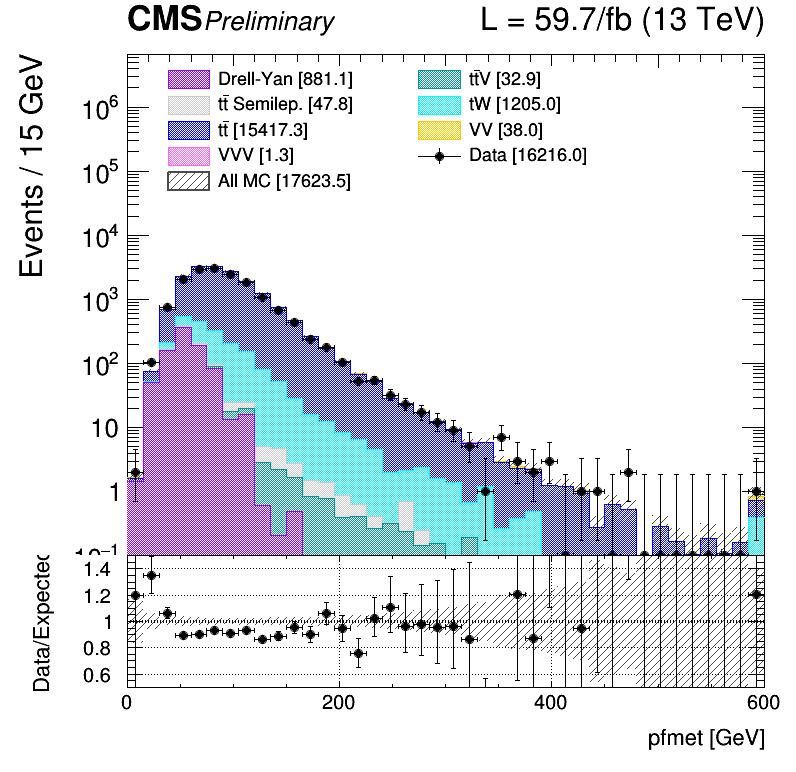 CMS Preliminary L = 59.7/fb (13 TeV)
Events / 15 GeV
Drell-Yan [881.1]
tt̄ Semilep. [47.8]
tt̄ [15417.3]
VVV [1.3]
All MC [17623.5]
tt̄V [32.9]
tW [1205.0]
VV [38.0]
Data [16216.0]
10⁶
10⁵
10⁴
10³
10²
10
1
10⁻¹
Data/Expected
1.4
1.2
1
0.8
0.6
0 200 400 600
pfmet [GeV]